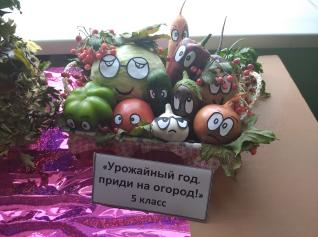 «Урожайный год,
приди на огород!»
5 класс